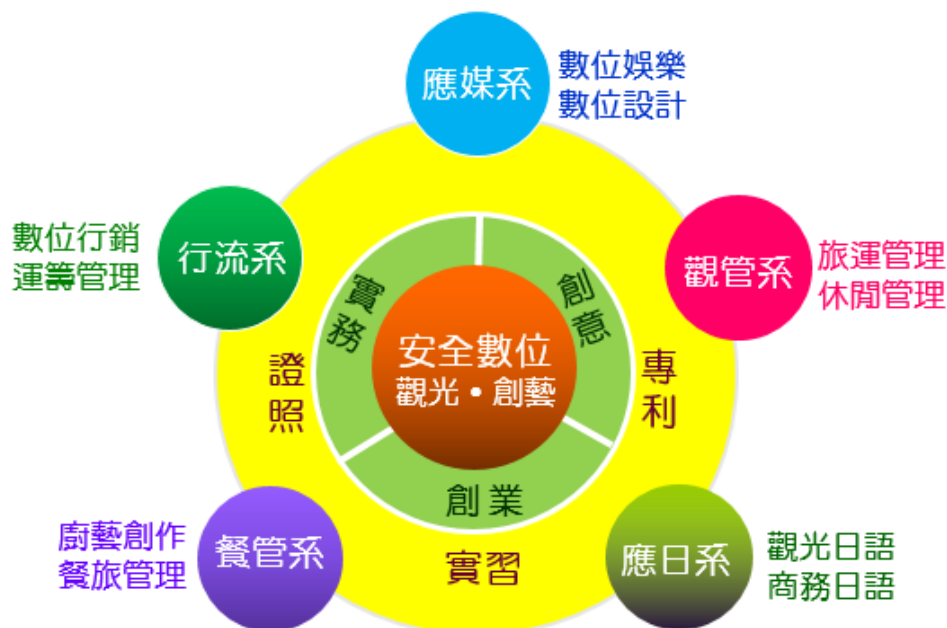 應媒系
數位娛樂
數位設計
行流系
數位行銷
運籌管理
觀管系
旅運管理
休閒管理
實務
創意
安全數位
觀光・創藝
創業
證照
專利
實習
餐管系
廚藝創作
餐旅管理
應日系
觀光日語
商務日語